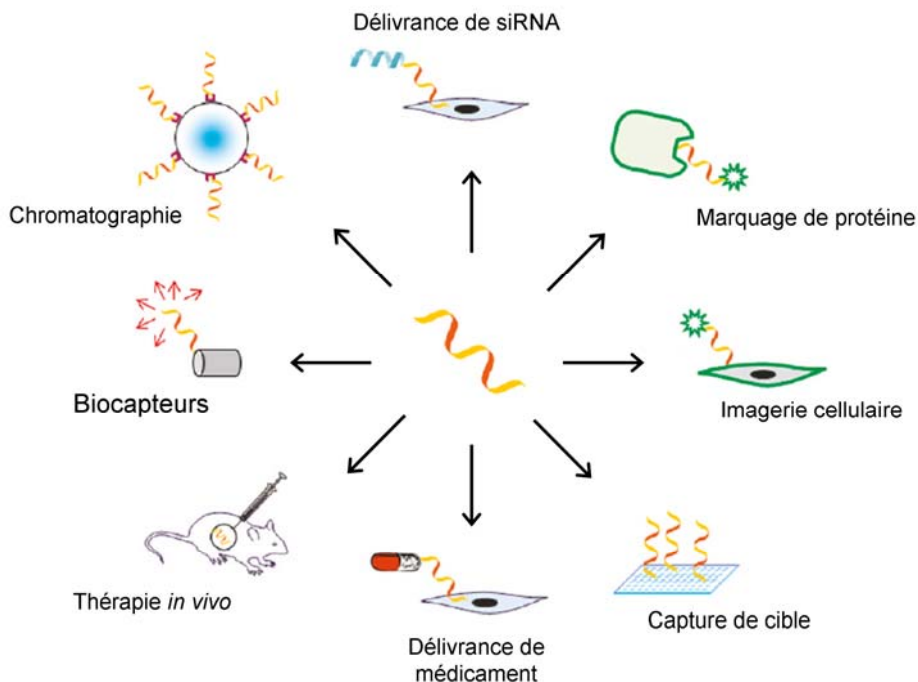 Délivrance de siRNA
Chromatographie
Marquage de protéine
Biocapteurs
Imagerie cellulaire
Thérapie in vivo
Capture de cible
Délivrance de
médicament